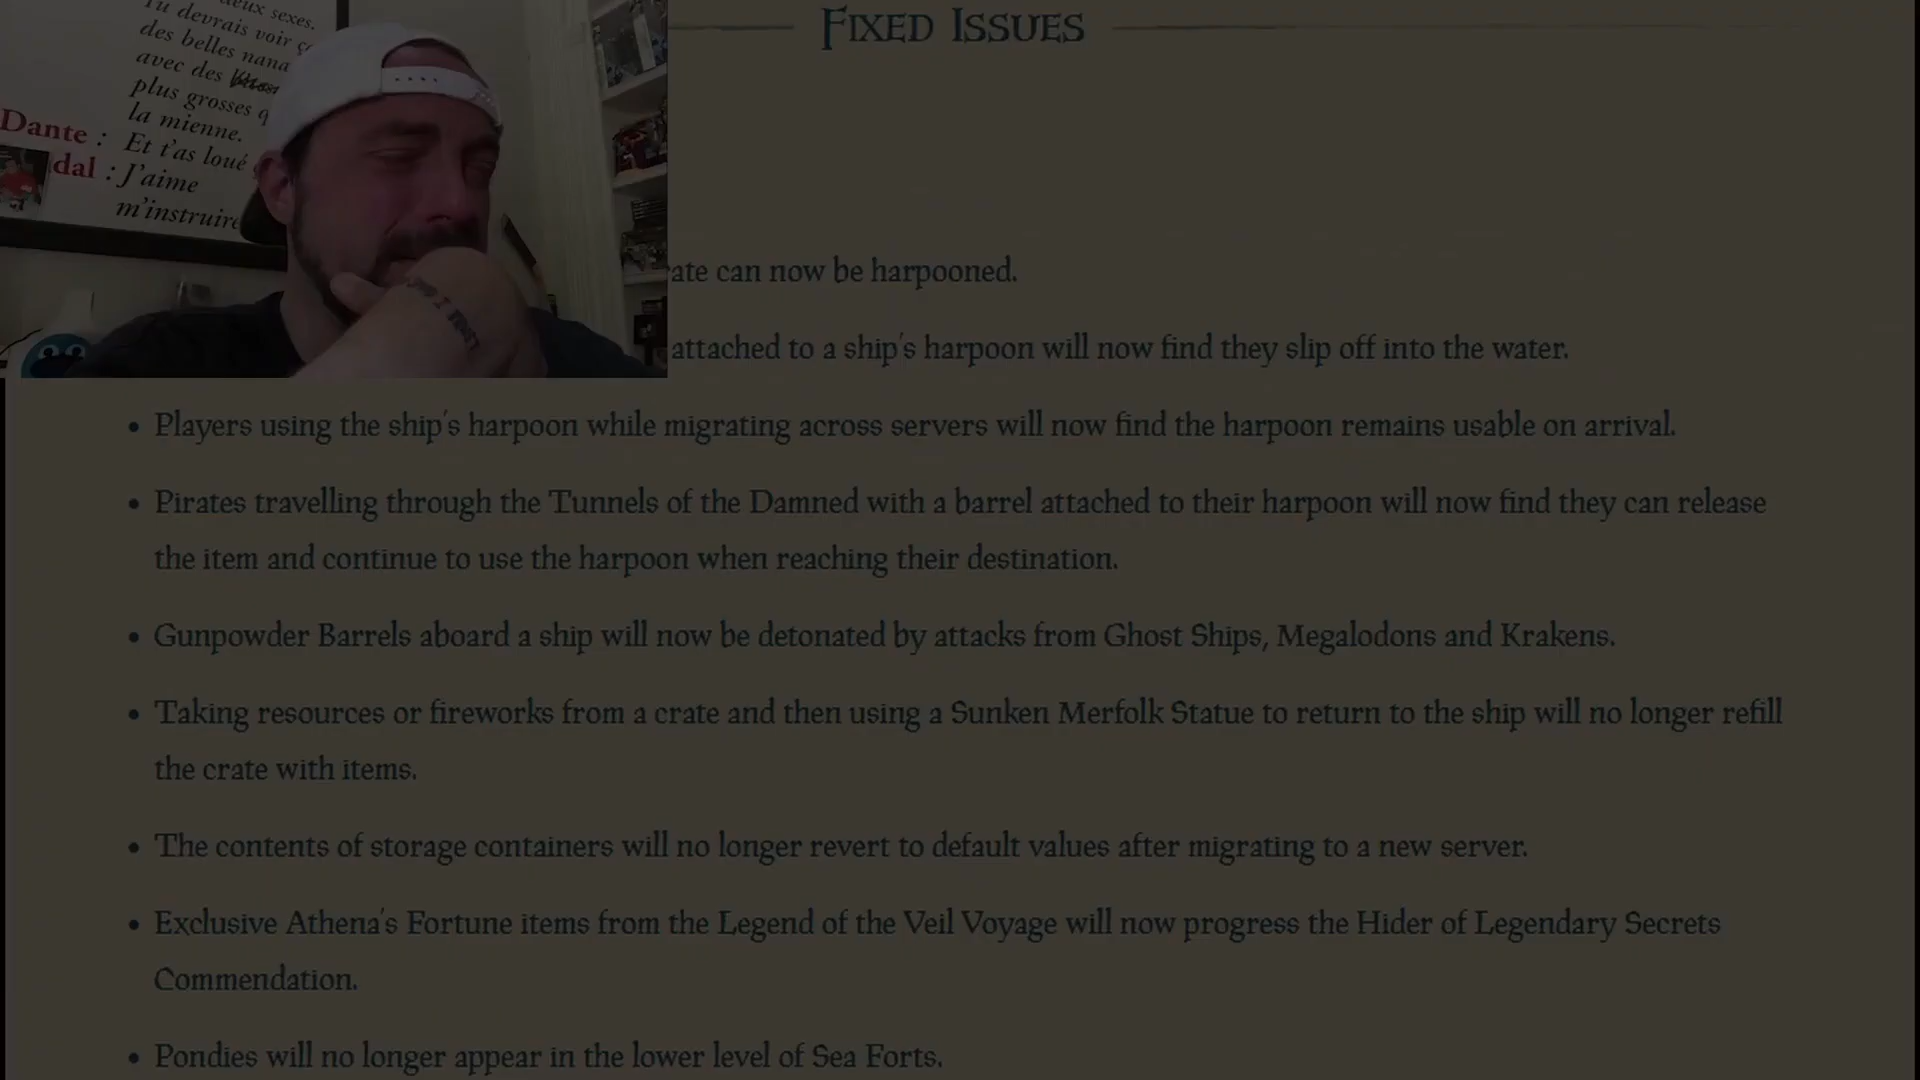 FIXED ISSUES
deux sexes.
Tu devrais voir
des belles nana
avec des
plus grosses
la mienne.
Dante : Et t'as loué
dal : J'aime
m'instruire
ate can now be harpooned.
attached to a ship's harpoon will now find they slip off into the water.
• Players using the ship's harpoon while migrating across servers will now find the harpoon remains usable on arrival.
• Pirates travelling through the Tunnels of the Damned with a barrel attached to their harpoon will now find they can release
the item and continue to use the harpoon when reaching their destination.
• Gunpowder Barrels aboard a ship will now be detonated by attacks from Ghost Ships, Megalodons and Krakens.
• Taking resources or fireworks from a crate and then using a Sunken Merfolk Statue to return to the ship will no longer refill
the crate with items.
• The contents of storage containers will no longer revert to default values after migrating to a new server.
• Exclusive Athena's Fortune items from the Legend of the Veil Voyage will now progress the Hider of Legendary Secrets
Commendation.
• Pondies will no longer appear in the lower level of Sea Forts.